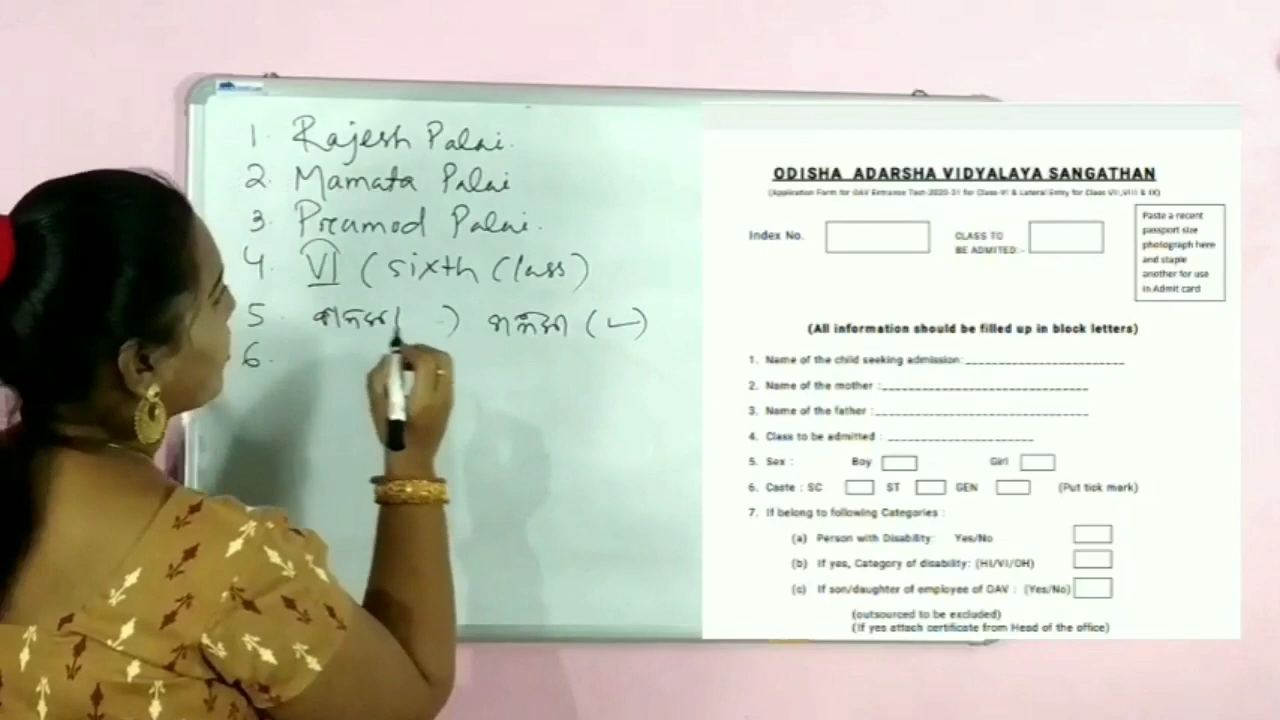 1. Rajesh Palai.
2. Mamata Palai
3. Pramod Palai.
4. VI (sixth class)
5.
6.
ODISHA ADARSHA VIDYALAYA SANGATHAN
(Application Form for OAV Entrance Test-2020-31 for Class-VI & Lateral Entry for Class VII,VIII & IX)
Index No.
CLASS TO
BE ADMITTED:-
Paste a recent
passport size
photograph here
and staple
another for use
in Admit card
(All information should be filled up in block letters)
1. Name of the child seeking admission:
2. Name of the mother :
3. Name of the father :
4. Class to be admitted :
5. Sex : Boy Girl
6. Caste : SC ST GEN (Put tick mark)
7. If belong to following Categories :
(a) Person with Disability: Yes/No
(b) If yes, Category of disability: (HI/VI/OH)
(c) If son/daughter of employee of OAV : (Yes/No)
(outsourced to be excluded)
(If yes attach certificate from Head of the office)